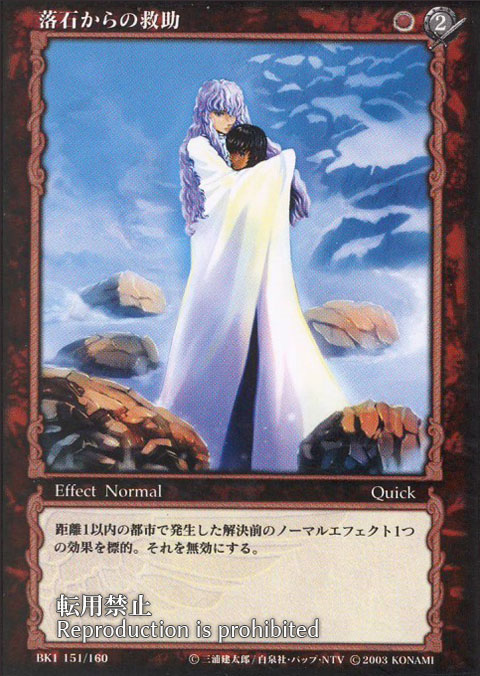 落石からの救助
2
Effect Normal Quick
距離1以内の都市で発生した解決前のノーマルエフェクト1つ
の効果を標的。それを無効にする。
転用禁止
Reproduction is prohibited
BK1 151/160 © 三浦建太郎/白泉社・バップ・NTV © 2003 KONAMI